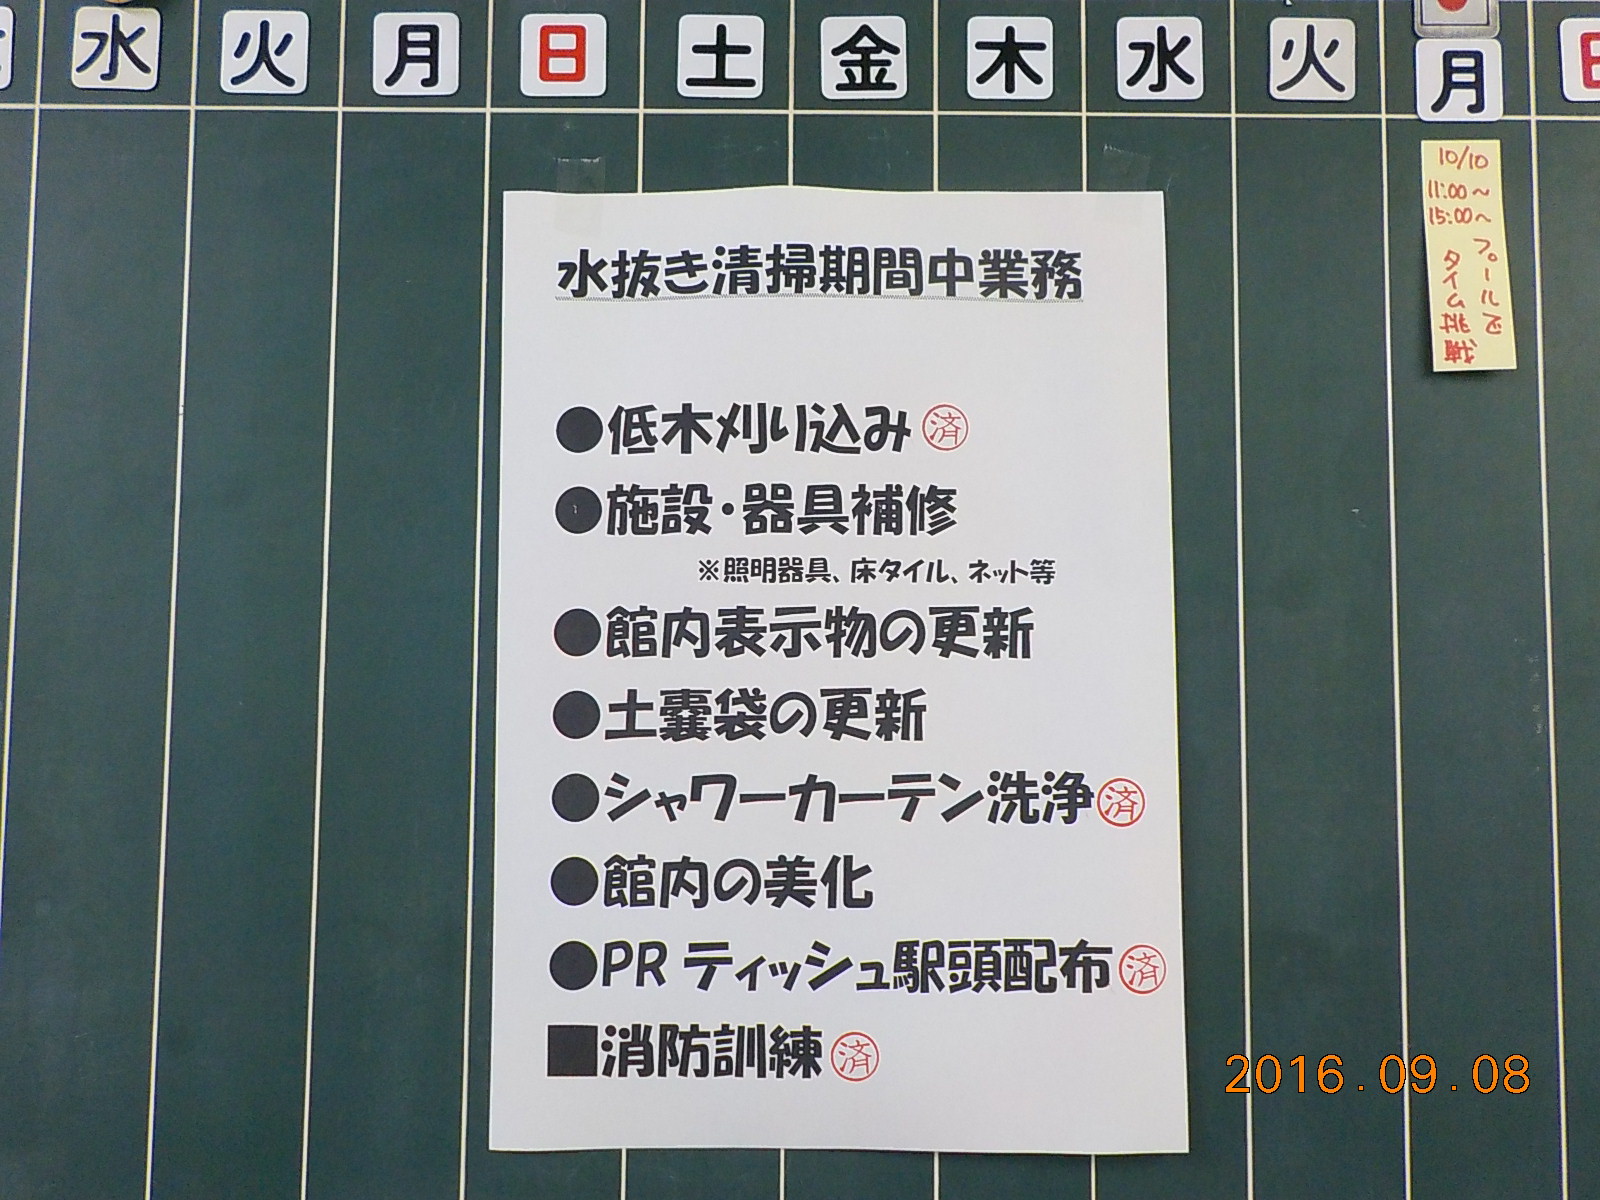 水 火 月 日 土 金 木 水 火 月 日
10/10
11:00～
15:00～
プールで
タイム挑戦
水抜き清掃期間中業務
●低木刈り込み 済
●施設・器具補修
※照明器具、床タイル、ネット等
●館内表示物の更新
●土嚢袋の更新
●シャワーカーテン洗浄 済
●館内の美化
●PR ティッシュ駅頭配布 済
■消防訓練 済
2016.09.08